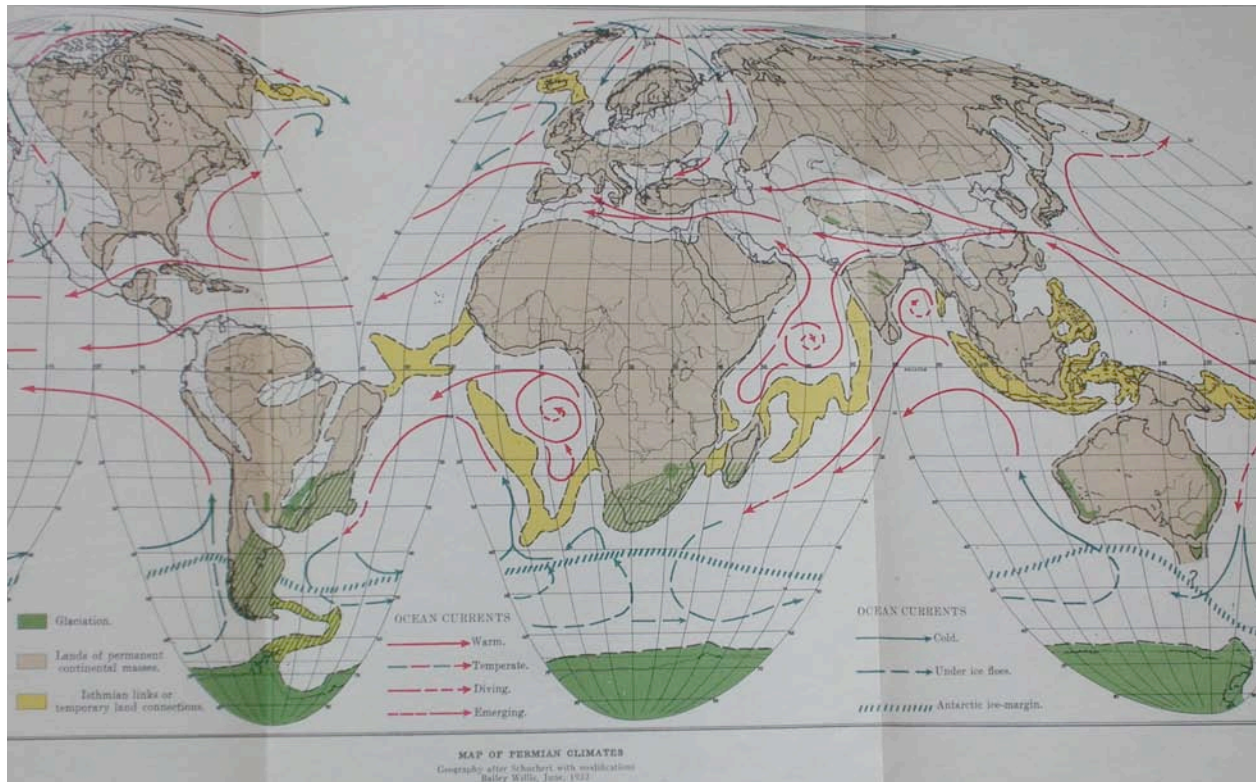 Glaciation.
Lands of permanent
continental masses.
Isthmian links or
temporary land connections.
OCEAN CURRENTS
Warm.
Temperate.
Diving.
Emerging.
OCEAN CURRENTS
Cold.
Under ice floes.
Antarctic ice-margin.
MAP OF PERMIAN CLIMATES
Geography after Schuchert with modifications
Bailey Willis, June, 1932